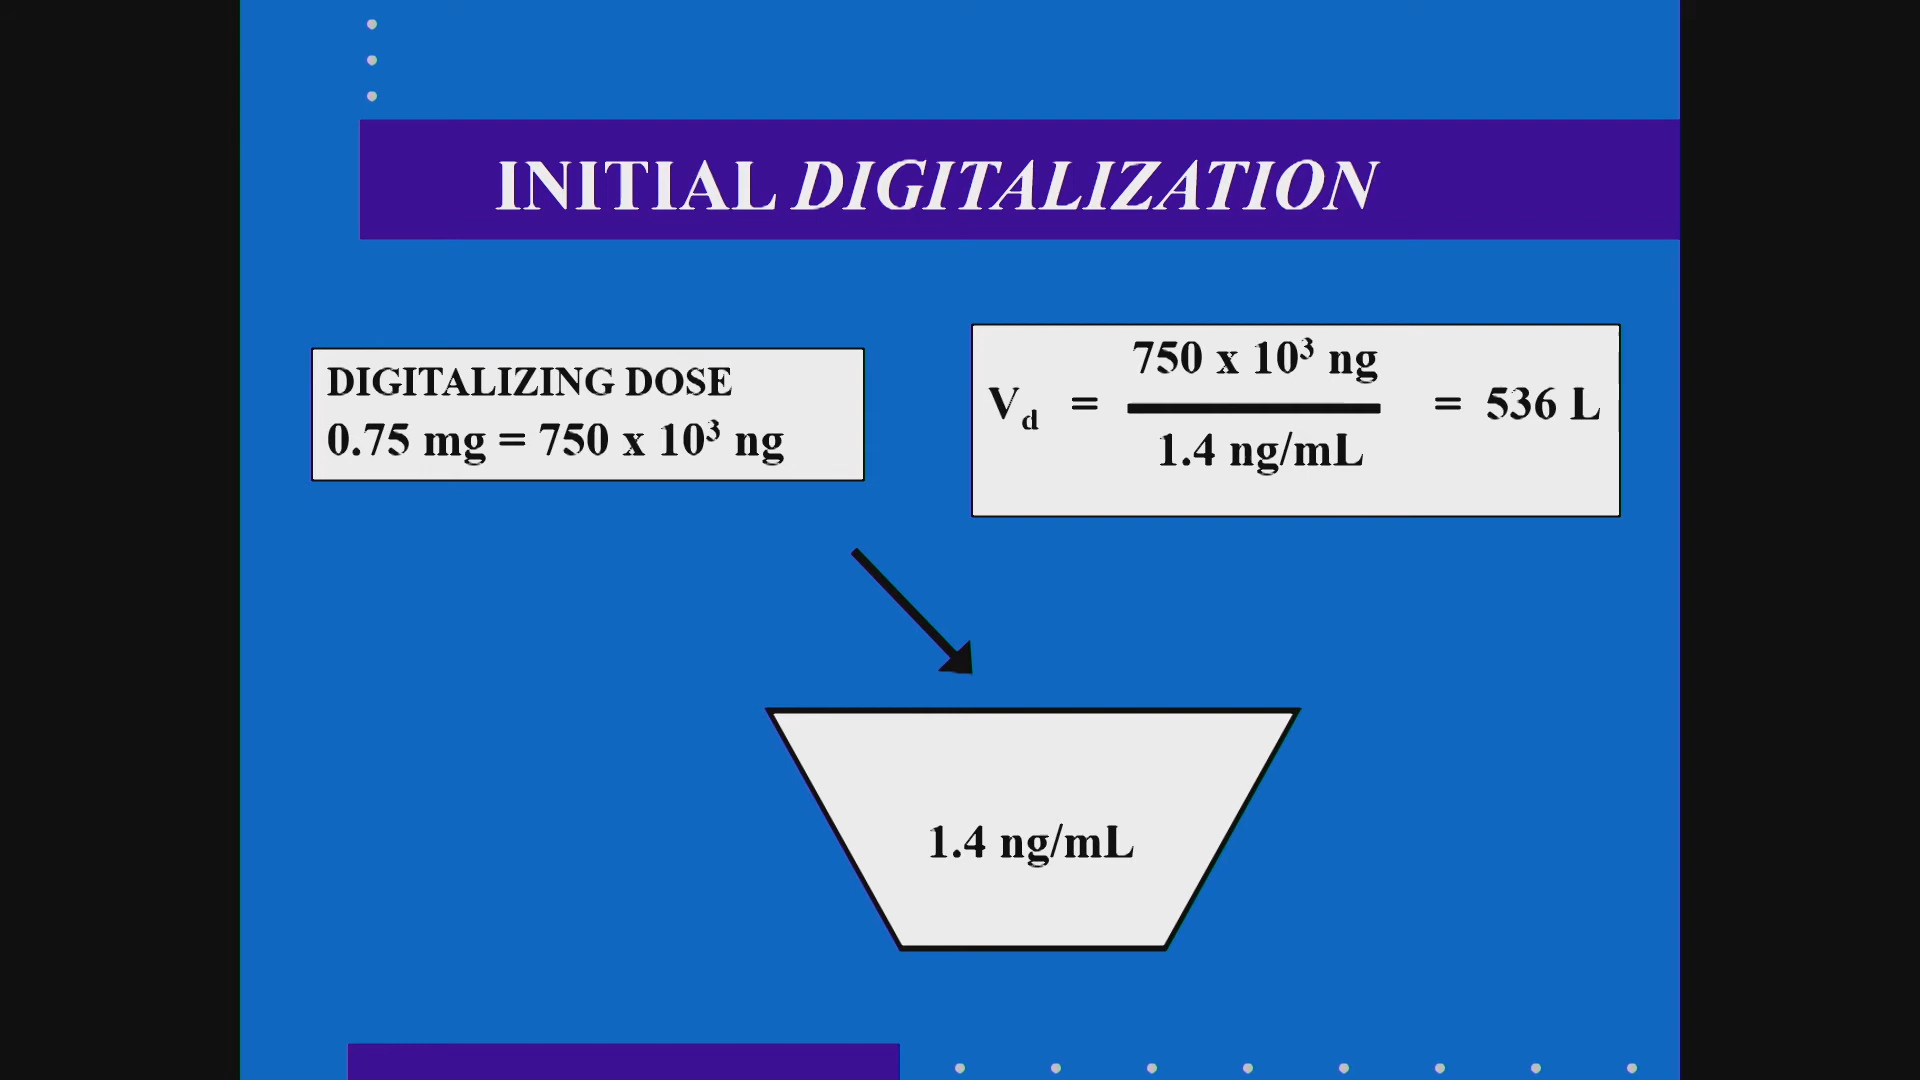 INITIAL DIGITALIZATION
DIGITALIZING DOSE
0.75 mg = 750 x 10³ ng
V_d = 750 x 10³ ng / 1.4 ng/mL = 536 L
1.4 ng/mL